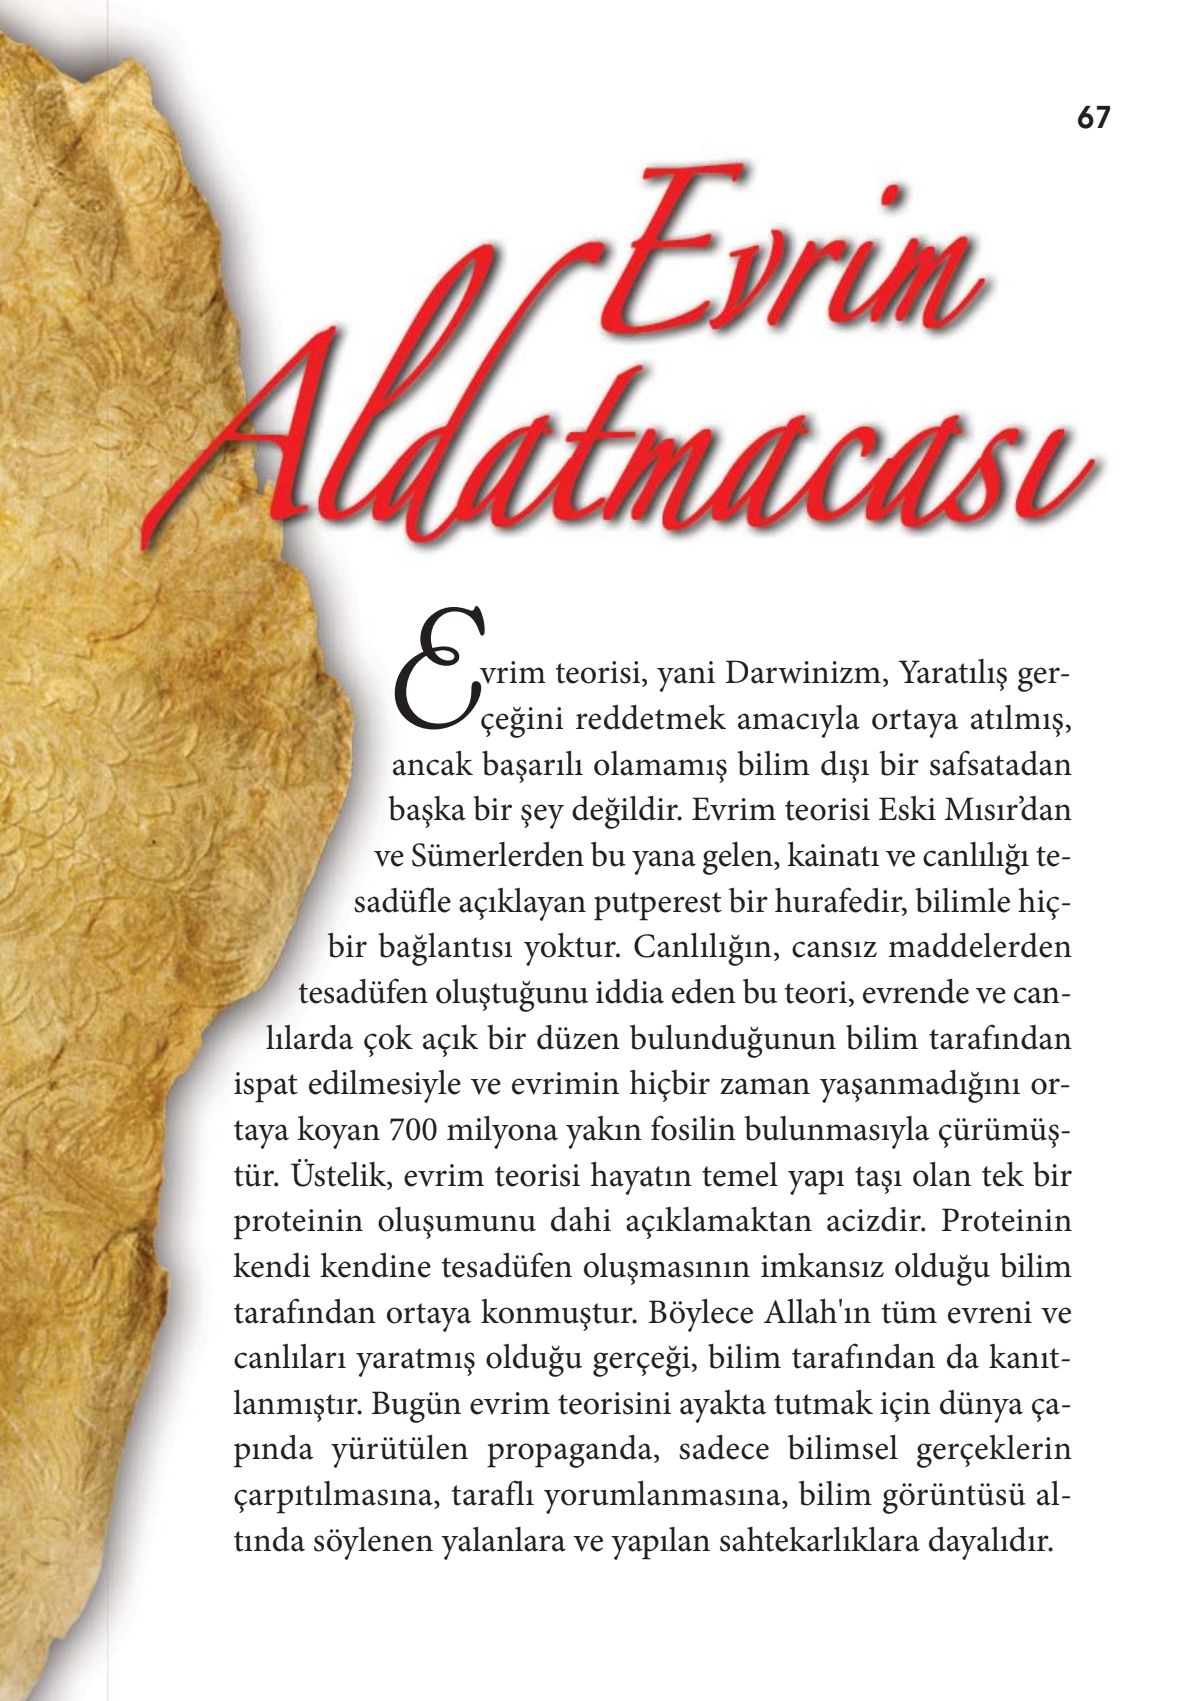 67
Evrim
Aldatmacası
Evrim teorisi, yani Darwinizm, Yaratılış ger-
çeğini reddetmek amacıyla ortaya atılmış,
ancak başarılı olamamış bilim dışı bir safsatadan
başka bir şey değildir. Evrim teorisi Eski Mısır’dan
ve Sümerlerden bu yana gelen, kainatı ve canlılığı te-
sadüfle açıklayan putperest bir hurafedir, bilimle hiç-
bir bağlantısı yoktur. Canlılığın, cansız maddelerden
tesadüfen oluştuğunu iddia eden bu teori, evrende ve can-
lılarda çok açık bir düzen bulunduğunun bilim tarafından
ispat edilmesiyle ve evrimin hiçbir zaman yaşanmadığını or-
taya koyan 700 milyona yakın fosilin bulunmasıyla çürümüş-
tür. Üstelik, evrim teorisi hayatın temel yapı taşı olan tek bir
proteinin oluşumunu dahi açıklamaktan acizdir. Proteinin
kendi kendine tesadüfen oluşmasının imkansız olduğu bilim
tarafından ortaya konmuştur. Böylece Allah'ın tüm evreni ve
canlıları yaratmış olduğu gerçeği, bilim tarafından da kanıt-
lanmıştır. Bugün evrim teorisini ayakta tutmak için dünya ça-
pında yürütülen propaganda, sadece bilimsel gerçeklerin
çarpıtılmasına, taraflı yorumlanmasına, bilim görüntüsü al-
tında söylenen yalanlara ve yapılan sahtekarlıklara dayalıdır.